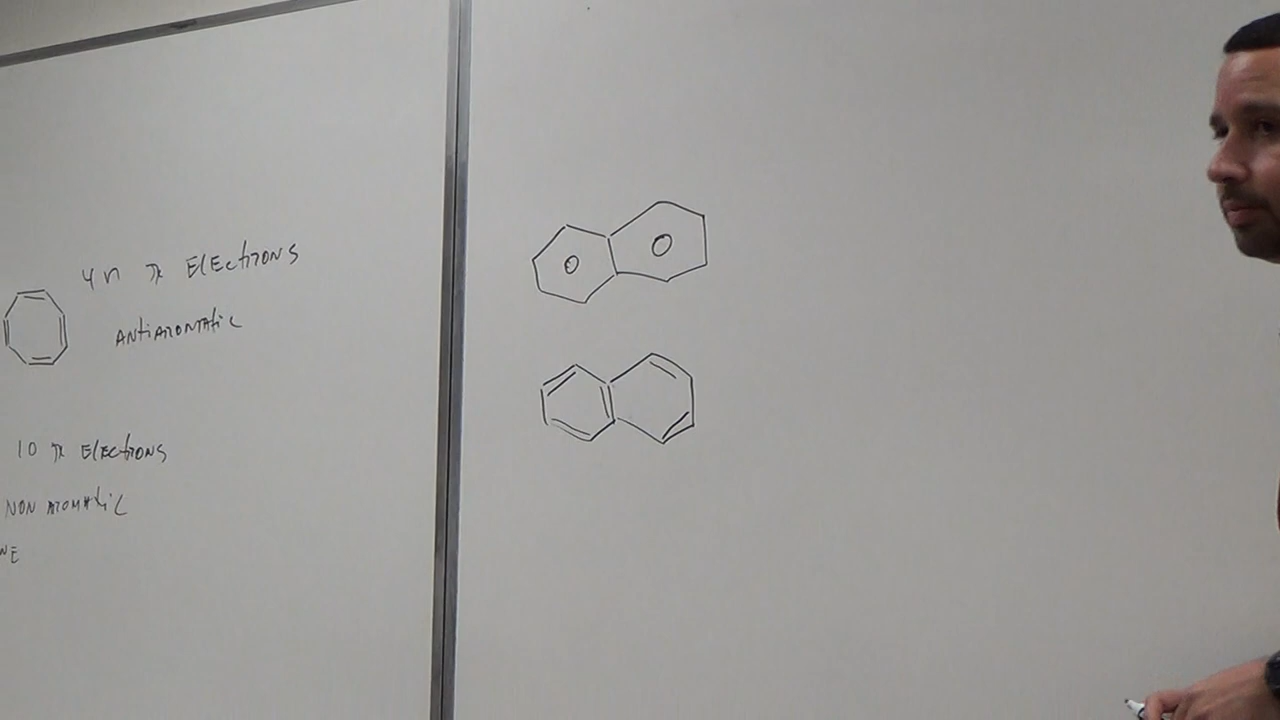 4n π ElEctrons
Antiaromatic
10 π ElEctrons
Non aromatic
NE